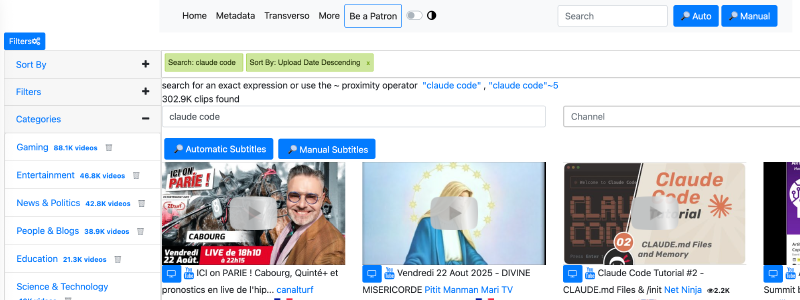 Home Metadata Transverso More Be a Patron Search Auto Manual
Filters
Sort By
Filters
Categories
Gaming 88.1K videos
Entertainment 46.8K videos
News & Politics 42.8K videos
People & Blogs 38.9K videos
Education 21.3K videos
Science & Technology
Search: claude code Sort By: Upload Date Descending x
search for an exact expression or use the ~ proximity operator "claude code" , "claude code"~5
302.9K clips found
claude code Channel
Automatic Subtitles Manual Subtitles
ICI on
PARIE !
CABOURG
Vendredi
22 Août.
LIVE de 18h10
à 22h15
ICI on PARIE ! Cabourg, Quinté+ et
pronostics en live de l'hip... canalturf
Vendredi 22 Aout 2025 - DIVINE
MISERICORDE Pitit Manman Mari TV
Welcome to Claude Code
Claude
Code
Tutorial
02
CLAUDE.md Files
and Memory
Claude Code Tutorial #2 -
CLAUDE.md Files & /init Net Ninja 2.2K
Summit b